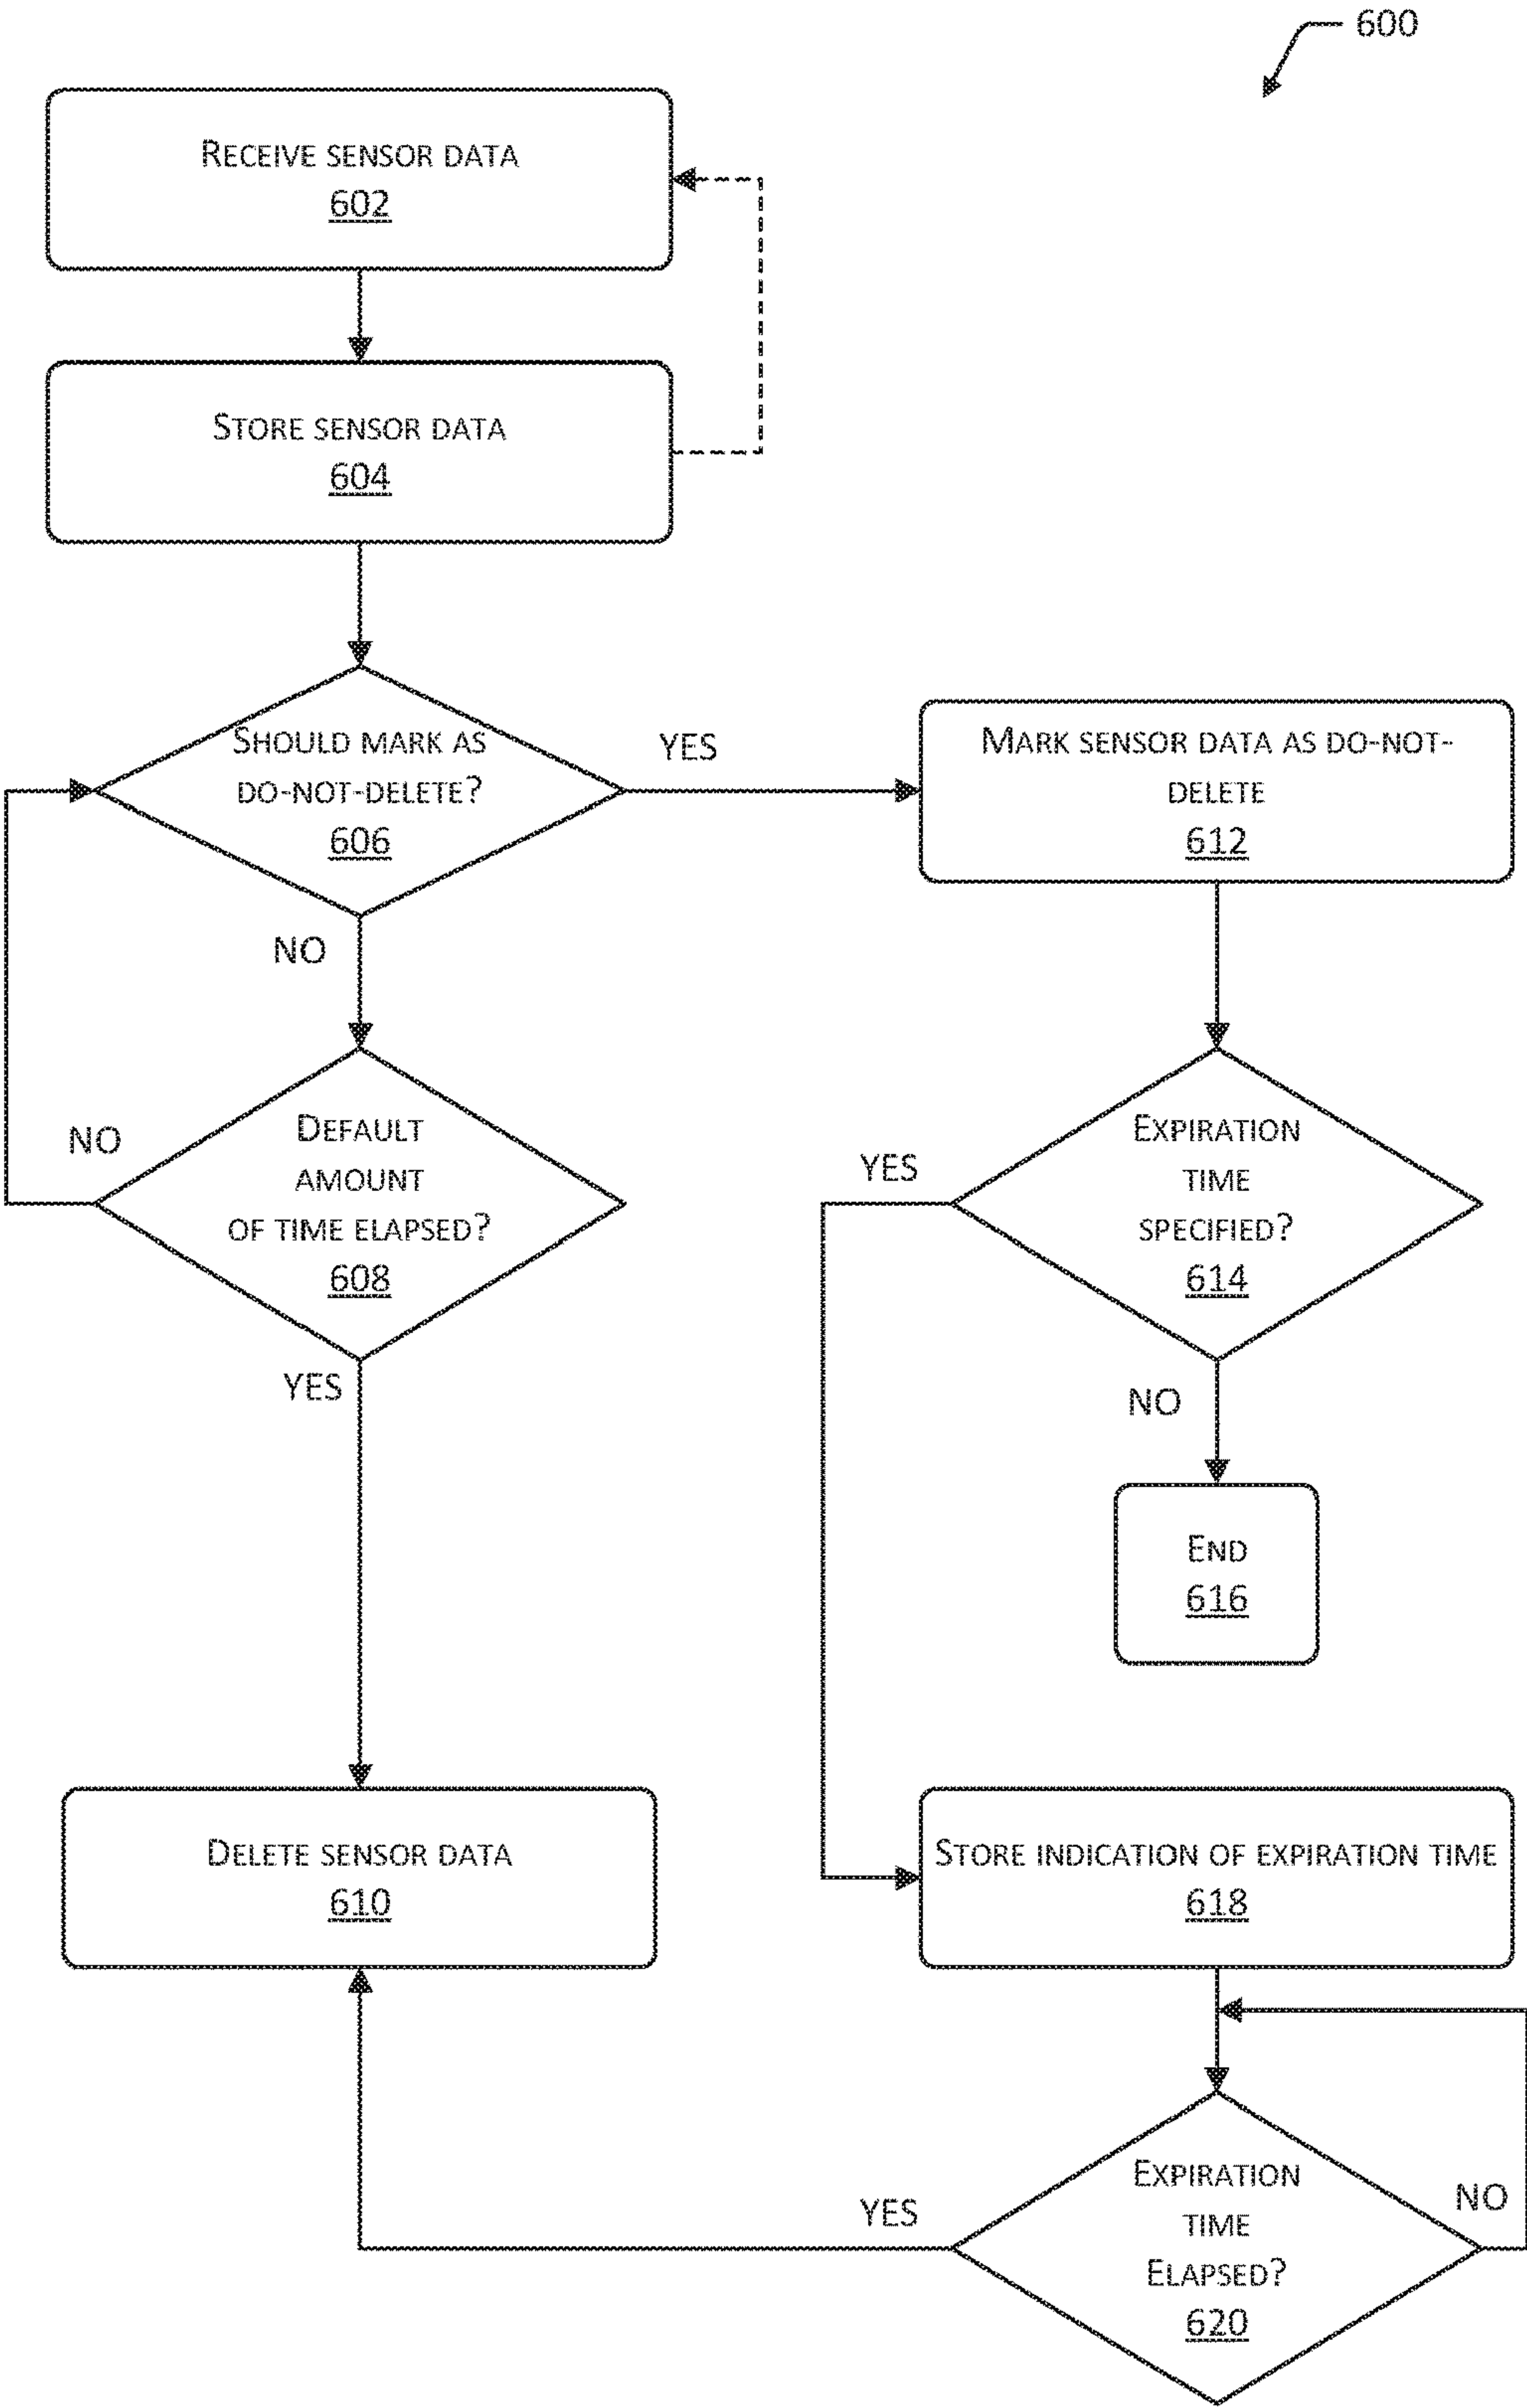 600
RECEIVE SENSOR DATA
602
STORE SENSOR DATA
604
SHOULD MARK AS
DO-NOT-DELETE?
606
YES
NO
MARK SENSOR DATA AS DO-NOT-
DELETE
612
DEFAULT
AMOUNT
OF TIME ELAPSED?
608
NO
YES
EXPIRATION
TIME
SPECIFIED?
614
YES
NO
END
616
DELETE SENSOR DATA
610
STORE INDICATION OF EXPIRATION TIME
618
EXPIRATION
TIME
ELAPSED?
620
YES
NO